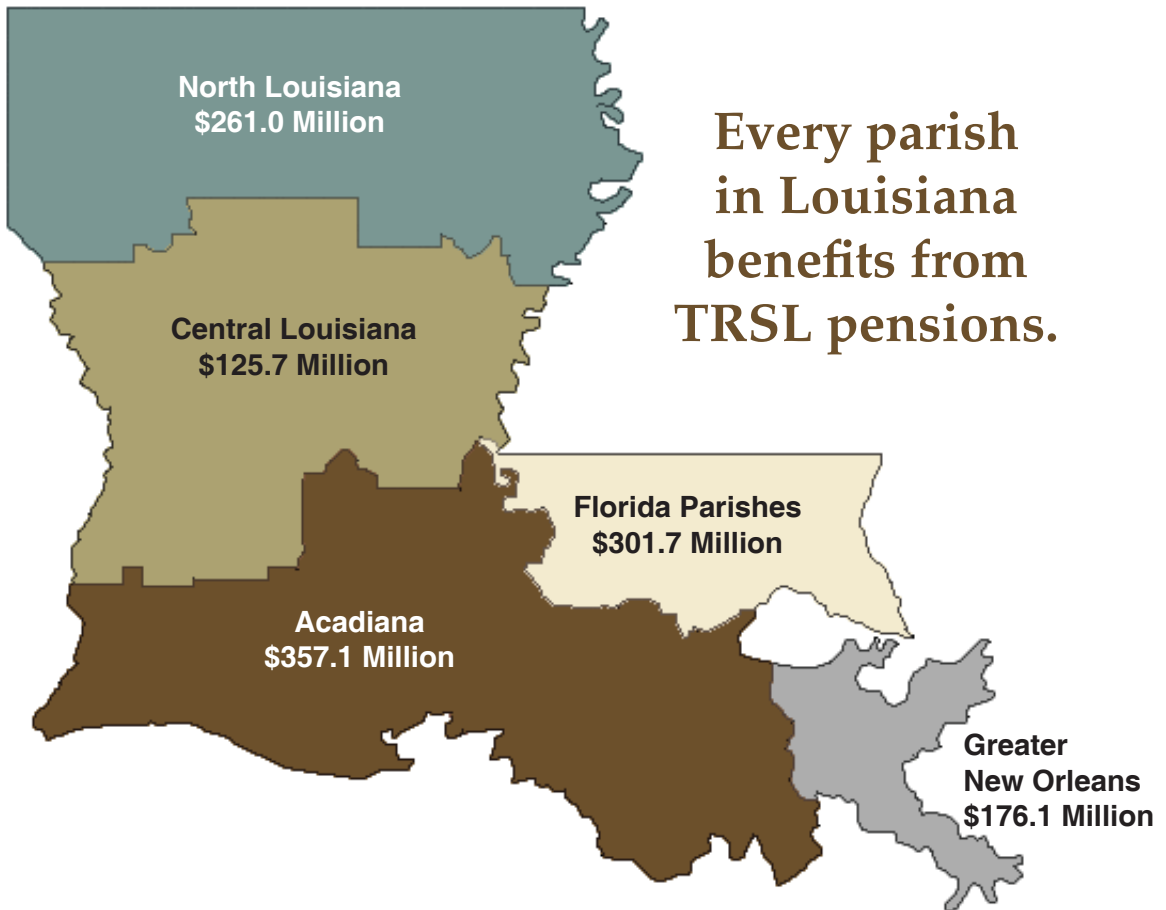 North Louisiana
$261.0 Million
Every parish
in Louisiana
benefits from
TRSL pensions.
Central Louisiana
$125.7 Million
Florida Parishes
$301.7 Million
Acadiana
$357.1 Million
Greater
New Orleans
$176.1 Million